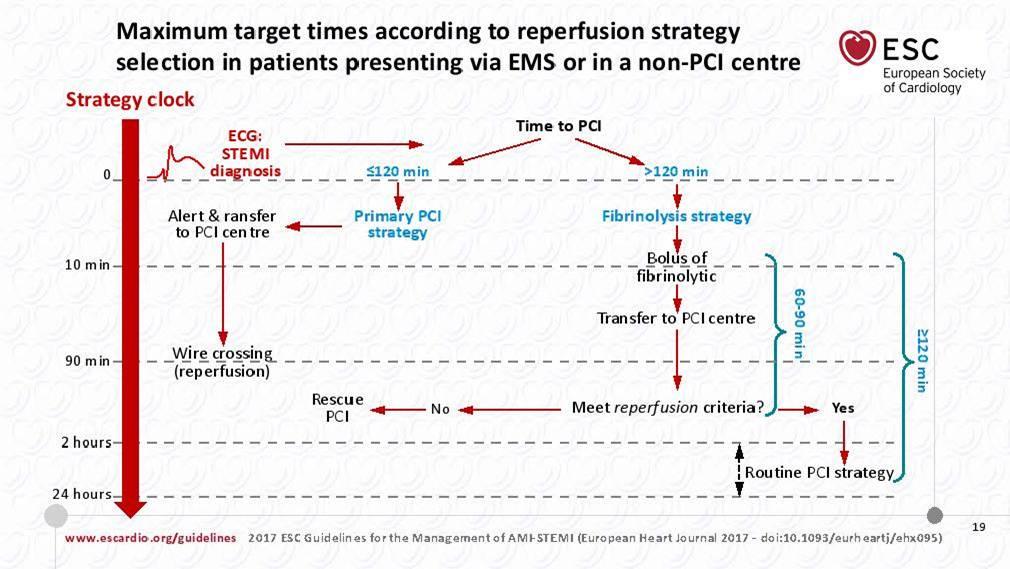 Maximum target times according to reperfusion strategy
selection in patients presenting via EMS or in a non-PCI centre
ESC
European Society
of Cardiology
Strategy clock
ECG:
STEMI
diagnosis
Time to PCI
0
≤120 min
>120 min
Alert & ransfer
to PCI centre
Primary PCI
strategy
Fibrinolysis strategy
10 min
Bolus of
fibrinolytic
60-90 min
Transfer to PCI centre
≥120 min
90 min
Wire crossing
(reperfusion)
Rescue
PCI
No
Meet reperfusion criteria?
Yes
2 hours
Routine PCI strategy
24 hours
19
www.escardio.org/guidelines 2017 ESC Guidelines for the Management of AMI-STEMI (European Heart Journal 2017 - doi:10.1093/eurheartj/ehx095)